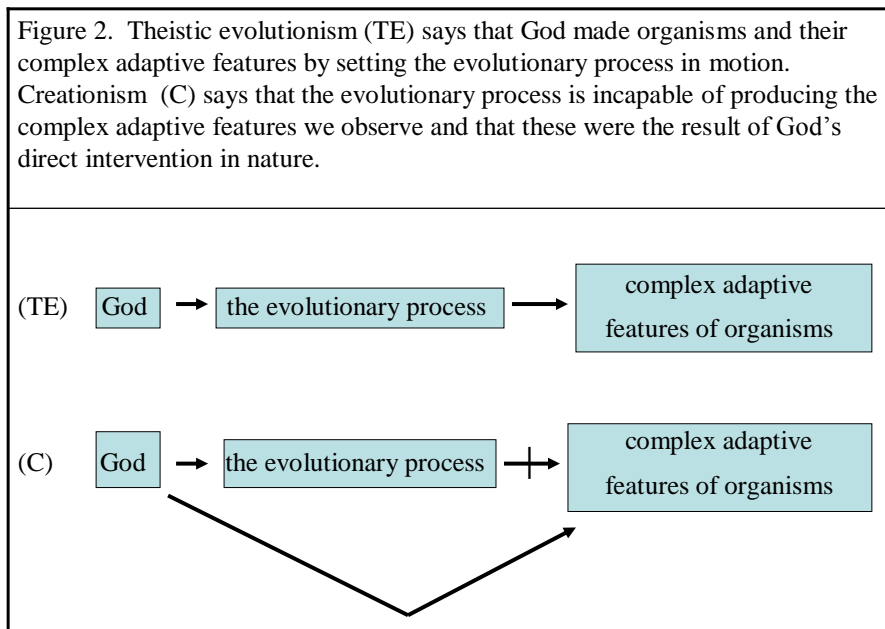 Figure 2. Theistic evolutionism (TE) says that God made organisms and their
complex adaptive features by setting the evolutionary process in motion.
Creationism (C) says that the evolutionary process is incapable of producing the
complex adaptive features we observe and that these were the result of God’s
direct intervention in nature.
(TE) God the evolutionary process complex adaptive
features of organisms
(C) God the evolutionary process complex adaptive
features of organisms